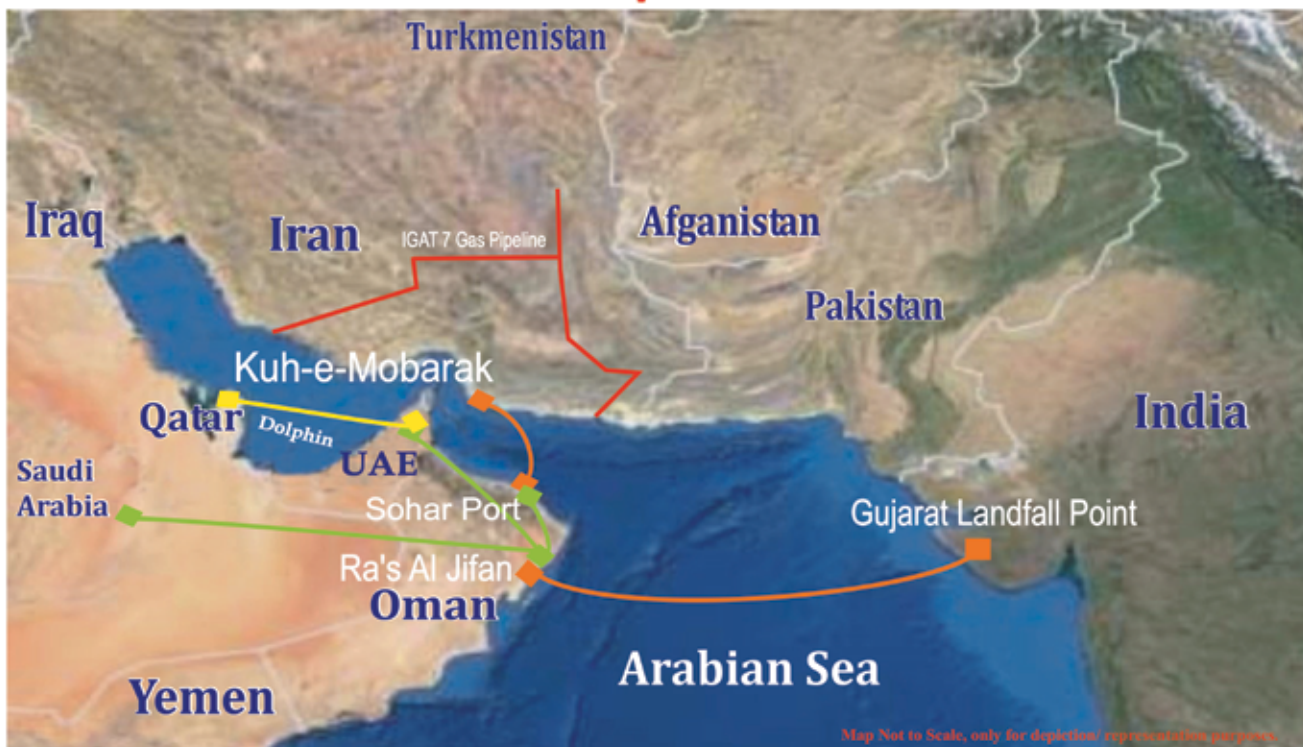 Turkmenistan
Iraq
Iran
IGAT 7 Gas Pipeline
Afganistan
Pakistan
Kuh-e-Mobarak
Qatar
Dolphin
UAE
India
Saudi
Arabia
Sohar Port
Gujarat Landfall Point
Ra's Al Jifan
Oman
Arabian Sea
Yemen
Map Not to Scale, only for depiction/ representation purposes